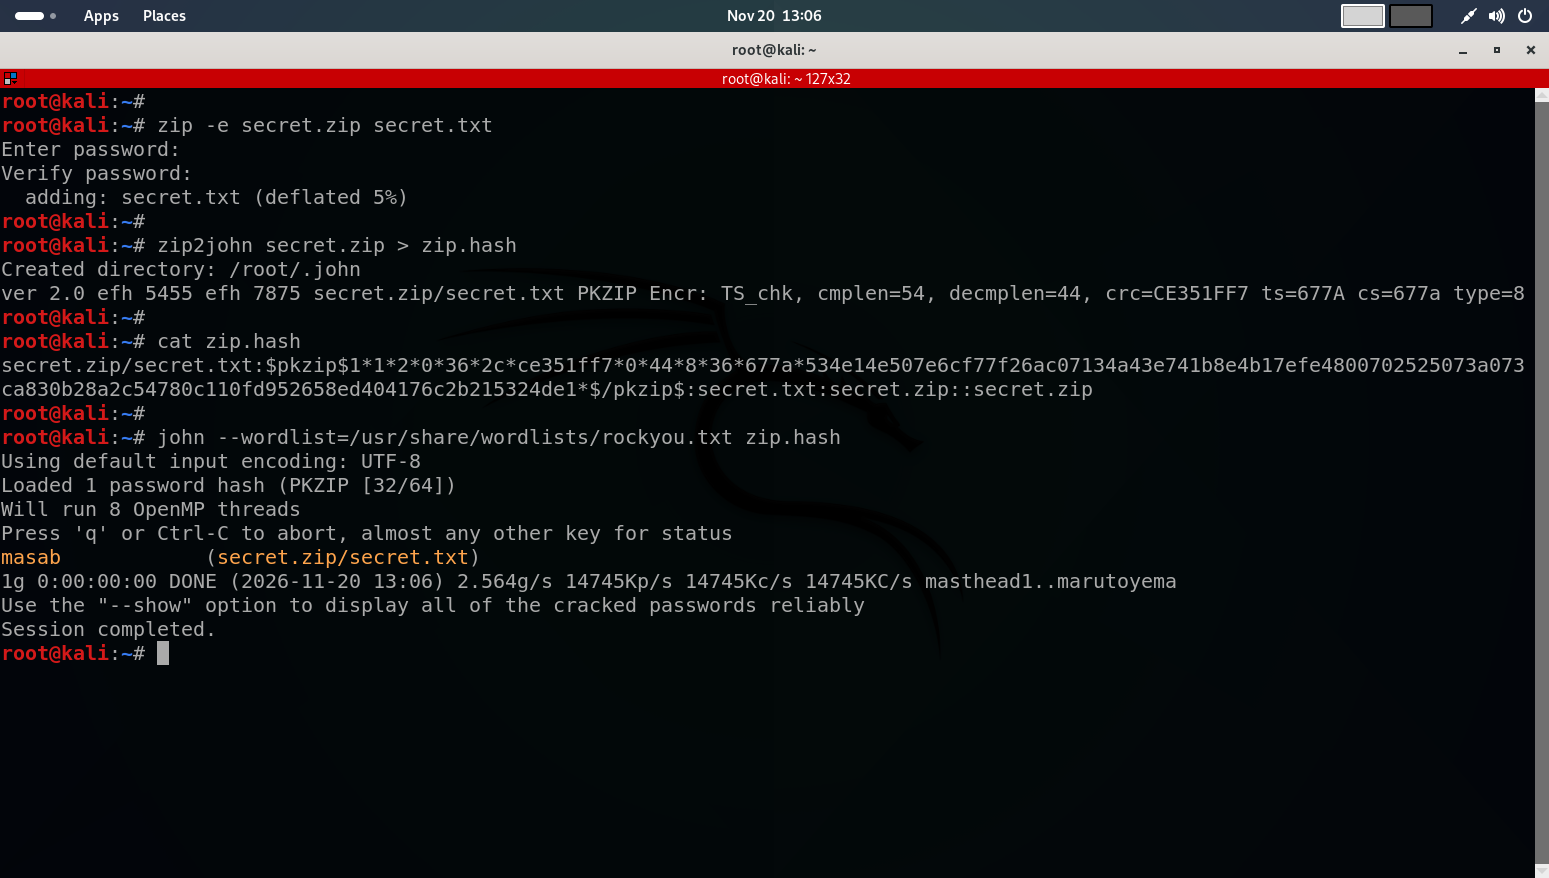 Apps Places Nov 20 13:06
root@kali: ~
root@kali: ~ 127x32
root@kali:~#
root@kali:~# zip -e secret.zip secret.txt
Enter password:
Verify password:
  adding: secret.txt (deflated 5%)
root@kali:~#
root@kali:~# zip2john secret.zip > zip.hash
Created directory: /root/.john
ver 2.0 efh 5455 efh 7875 secret.zip/secret.txt PKZIP Encr: TS_chk, cmplen=54, decmplen=44, crc=CE351FF7 ts=677A cs=677a type=8
root@kali:~#
root@kali:~# cat zip.hash
secret.zip/secret.txt:$pkzip$1*1*2*0*36*2c*ce351ff7*0*44*8*36*677a*534e14e507e6cf77f26ac07134a43e741b8e4b17efe4800702525073a073
ca830b28a2c54780c110fd952658ed404176c2b215324de1*$/pkzip$:secret.txt:secret.zip::secret.zip
root@kali:~#
root@kali:~# john --wordlist=/usr/share/wordlists/rockyou.txt zip.hash
Using default input encoding: UTF-8
Loaded 1 password hash (PKZIP [32/64])
Will run 8 OpenMP threads
Press 'q' or Ctrl-C to abort, almost any other key for status
masab            (secret.zip/secret.txt)
1g 0:00:00:00 DONE (2026-11-20 13:06) 2.564g/s 14745Kp/s 14745Kc/s 14745KC/s masthead1..marutoyema
Use the "--show" option to display all of the cracked passwords reliably
Session completed.
root@kali:~#